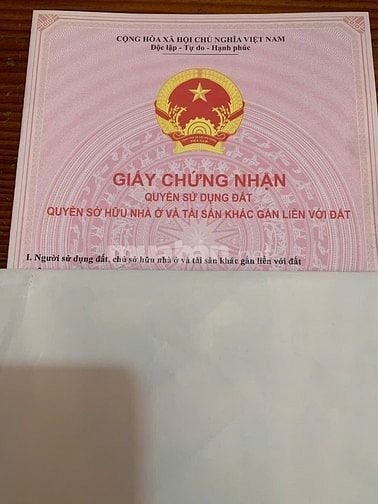 CỘNG HÒA XÃ HỘI CHỦ NGHĨA VIỆT NAM
Độc lập - Tự do - Hạnh phúc
GIẤY CHỨNG NHẬN
QUYỀN SỬ DỤNG ĐẤT
QUYỀN SỞ HỮU NHÀ Ở VÀ TÀI SẢN KHÁC GẮN LIỀN VỚI ĐẤT
I. Người sử dụng đất, chủ sở hữu nhà ở và tài sản khác gắn liền với đất